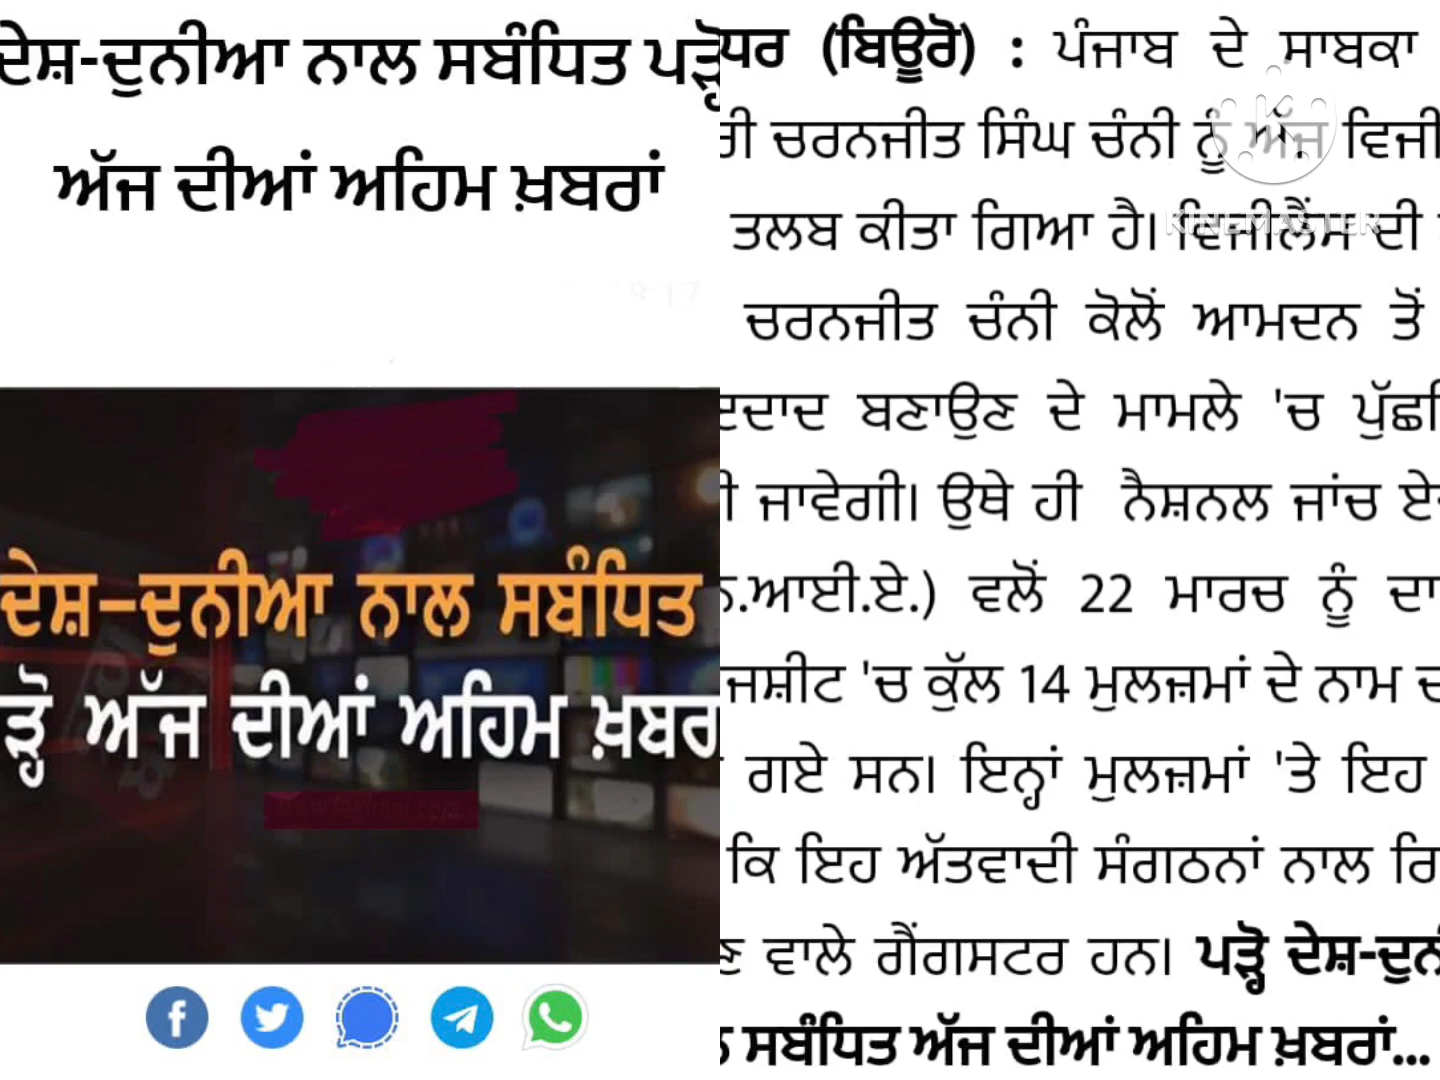 ਦੇਸ਼-ਦੁਨੀਆ ਨਾਲ ਸਬੰਧਿਤ ਪੜ੍ਹੋ
ਅੱਜ ਦੀਆਂ ਅਹਿਮ ਖ਼ਬਰਾਂ
ਦੇਸ਼-ਦੁਨੀਆ ਨਾਲ ਸਬੰਧਿਤ
ੜ੍ਹੋ ਅੱਜ ਦੀਆਂ ਅਹਿਮ ਖ਼ਬਰ
ਧਰ (ਬਿਊਰੋ) : ਪੰਜਾਬ ਦੇ ਸਾਬਕਾ
ਚਰਨਜੀਤ ਸਿੰਘ ਚੰਨੀ ਨੂੰ ਅੱਜ ਵਿਜੀ
ਤਲਬ ਕੀਤਾ ਗਿਆ ਹੈ। ਵਿਜੀਲੈਂਸ ਦੀ
ਚਰਨਜੀਤ ਚੰਨੀ ਕੋਲੋਂ ਆਮਦਨ ਤੋਂ
ਦਾਦ ਬਣਾਉਣ ਦੇ ਮਾਮਲੇ 'ਚ ਪੁੱਛ
ਜਾਵੇਗੀ। ਉਥੇ ਹੀ ਨੈਸ਼ਨਲ ਜਾਂਚ ਏ
.ਆਈ.ਏ.) ਵਲੋਂ 22 ਮਾਰਚ ਨੂੰ ਦਾ
ਜਸ਼ੀਟ 'ਚ ਕੁੱਲ 14 ਮੁਲਜ਼ਮਾਂ ਦੇ ਨਾਮ
ਗਏ ਸਨ। ਇਨ੍ਹਾਂ ਮੁਲਜ਼ਮਾਂ 'ਤੇ ਇਹ
ਕਿ ਇਹ ਅੱਤਵਾਦੀ ਸੰਗਠਨਾਂ ਨਾਲ ਰਿ
ਵਾਲੇ ਗੈਂਗਸਟਰ ਹਨ। ਪੜ੍ਹੋ ਦੇਸ਼-ਦੁਨੀ
ਸਬੰਧਿਤ ਅੱਜ ਦੀਆਂ ਅਹਿਮ ਖ਼ਬਰਾਂ...
KINEMASTER